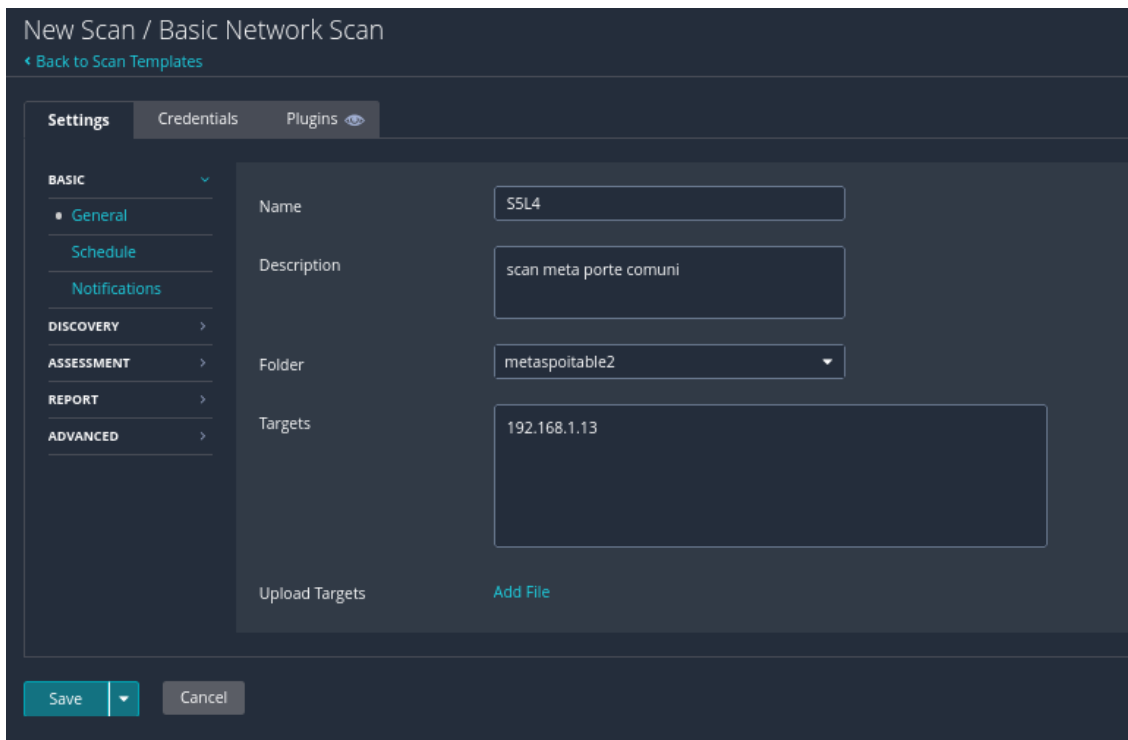 New Scan / Basic Network Scan
Back to Scan Templates
Settings Credentials Plugins
BASIC
General
Schedule
Notifications
DISCOVERY
ASSESSMENT
REPORT
ADVANCED
Name S5L4
Description scan meta porte comuni
Folder metaspoitable2
Targets 192.168.1.13
Upload Targets Add File
Save Cancel